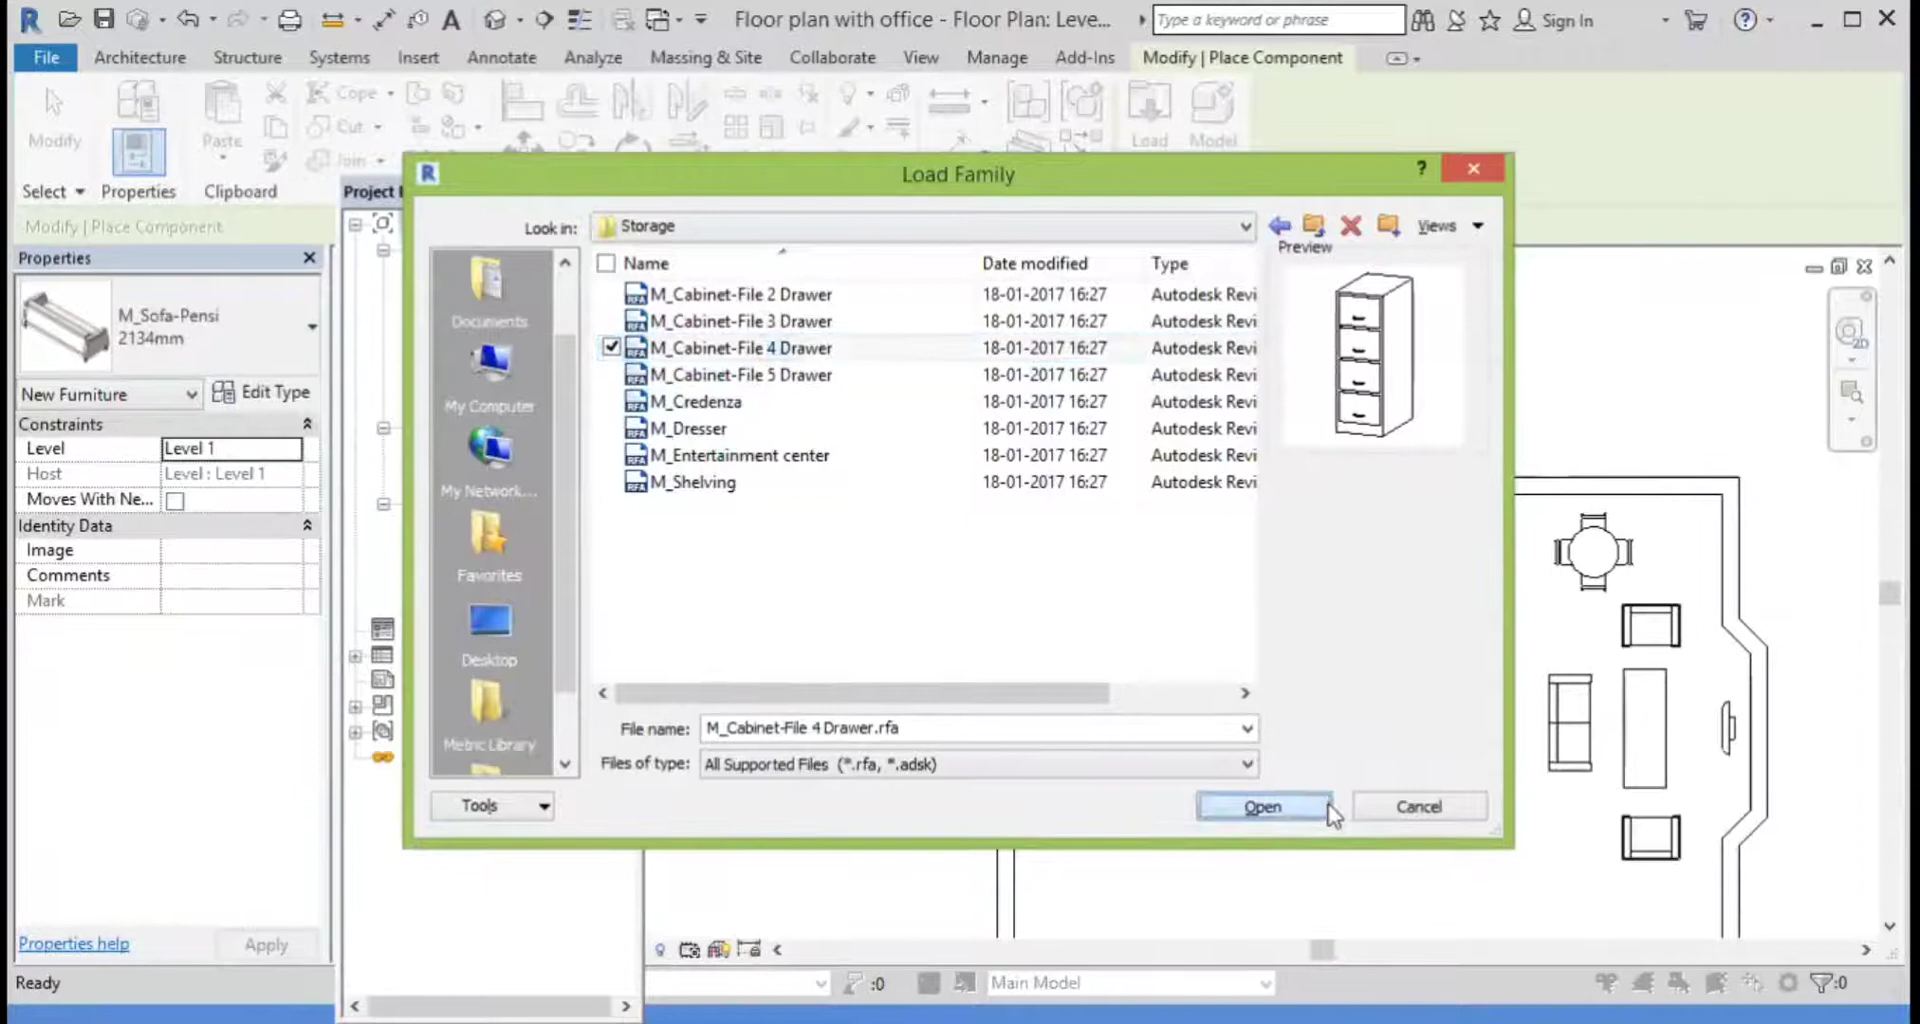 Floor plan with office - Floor Plan: Leve...
Type a keyword or phrase
Sign In
File Architecture Structure Systems Insert Annotate Analyze Massing & Site Collaborate View Manage Add-Ins Modify | Place Component
Modify
Paste
Cope
Cut
Join
Load
Model
Select Properties Clipboard
Modify | Place Component
Properties
M_Sofa-Pensi
2134mm
New Furniture Edit Type
Constraints
Level Level 1
Host Level : Level 1
Moves With Ne...
Identity Data
Image
Comments
Mark
Properties help Apply
Ready
Project
Load Family
Look in: Storage
Views
Preview
Documents
My Computer
My Network...
Favorites
Desktop
Metric Library
Name Date modified Type
M_Cabinet-File 2 Drawer 18-01-2017 16:27 Autodesk Revi
M_Cabinet-File 3 Drawer 18-01-2017 16:27 Autodesk Revi
M_Cabinet-File 4 Drawer 18-01-2017 16:27 Autodesk Revi
M_Cabinet-File 5 Drawer 18-01-2017 16:27 Autodesk Revi
M_Credenza 18-01-2017 16:27 Autodesk Revi
M_Dresser 18-01-2017 16:27 Autodesk Revi
M_Entertainment center 18-01-2017 16:27 Autodesk Revi
M_Shelving 18-01-2017 16:27 Autodesk Revi
File name: M_Cabinet-File 4 Drawer.rfa
Files of type: All Supported Files (*.rfa, *.adsk)
Tools Open Cancel
2D
:0
Main Model
:0